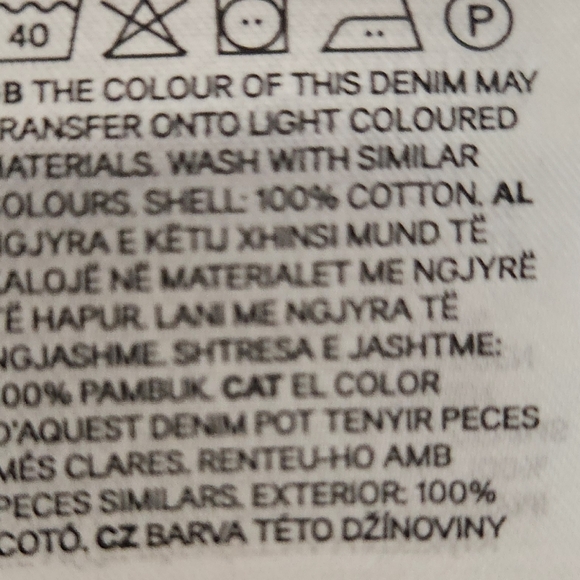 40 P
B THE COLOUR OF THIS DENIM MAY
RANSFER ONTO LIGHT COLOURED
ATERIALS. WASH WITH SIMILAR
OLOURS. SHELL: 100% COTTON. AL
GJYRA E KËTIJ XHINSI MUND TË
ALOJË NË MATERIALET ME NGJYRË
Ë HAPUR. LANI ME NGJYRA TË
NGJASHME. SHTRESA E JASHTME:
00% PAMBUK. CAT EL COLOR
D'AQUEST DENIM POT TENYIR PECES
MÉS CLARES. RENTEU-HO AMB
PECES SIMILARS. EXTERIOR: 100%
COTÓ. CZ BARVA TÉTO DŽÍNOVINY